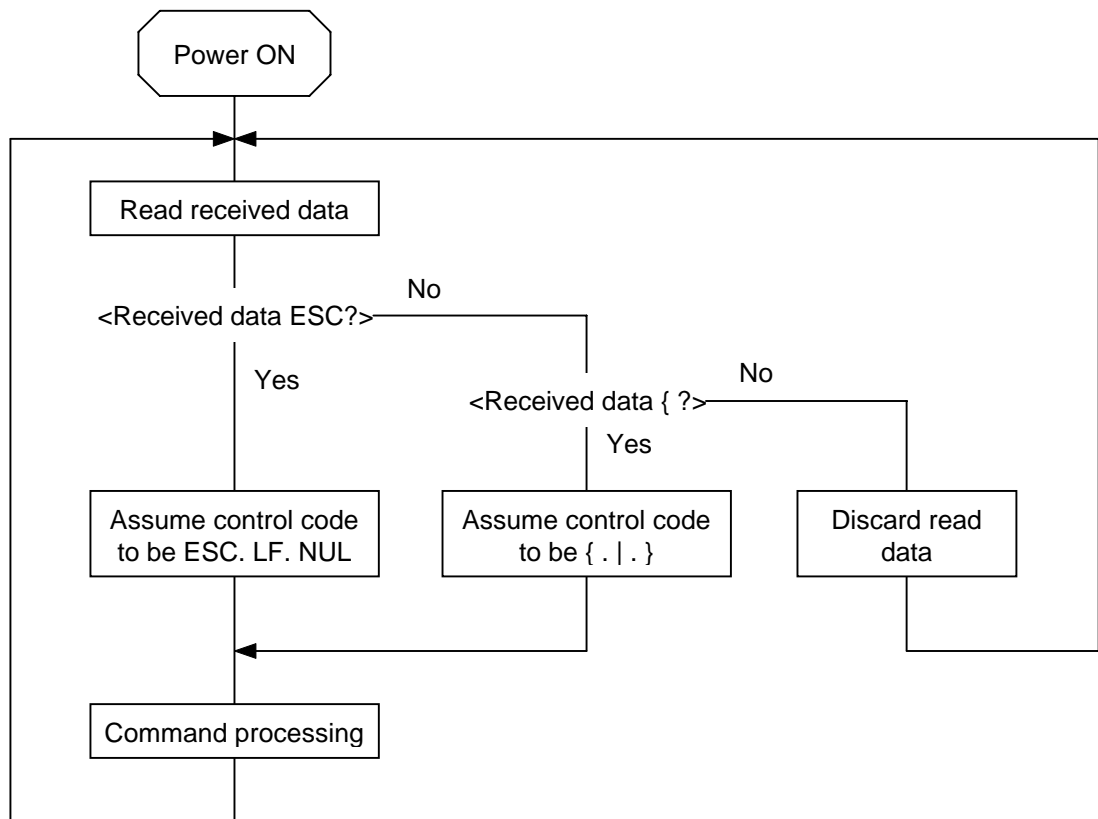 Power ON
Read received data
No
<Received data ESC?>
Yes
No
<Received data { ?>
Yes
Assume control code
to be ESC. LF. NUL
Assume control code
to be { . | . }
Discard read
data
Command processing